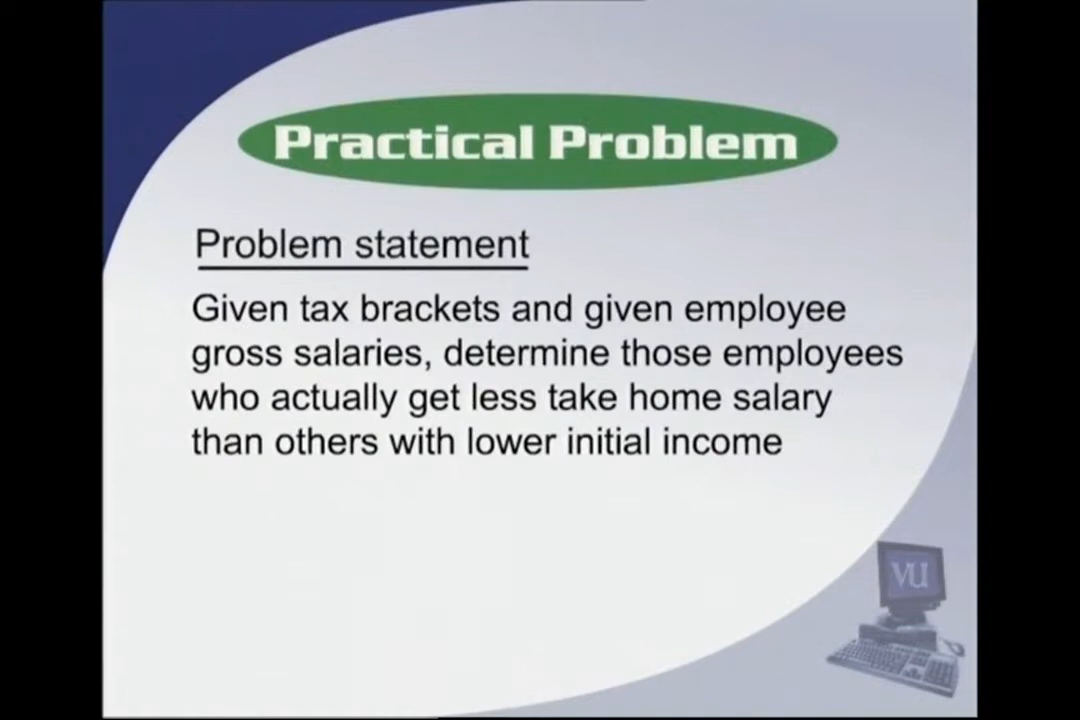 Practical Problem
Problem statement
Given tax brackets and given employee
gross salaries, determine those employees
who actually get less take home salary
than others with lower initial income
VU